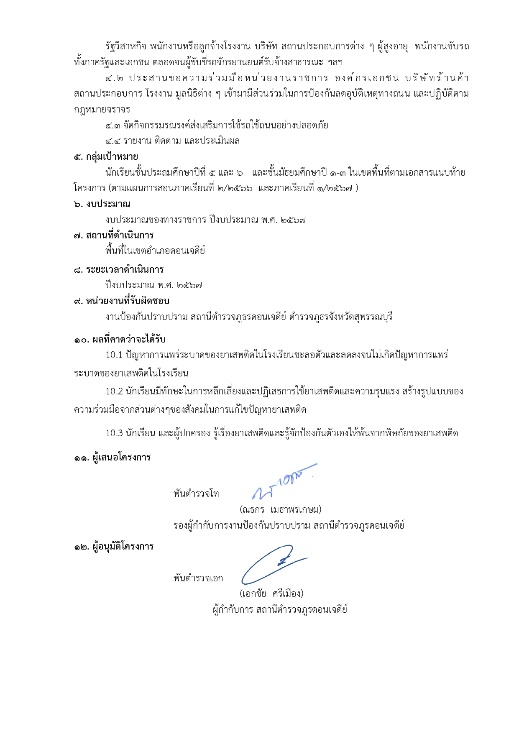 รัฐวิสาหกิจ พนักงานหรือลูกจ้างโรงงาน บริษัท สถานประกอบการต่าง ๆ ผู้สูงอายุ พนักงานขับรถ
ทั้งภาครัฐและเอกชน ตลอดจนผู้ขับขี่รถจักรยานยนต์รับจ้างสาธารณะ ฯลฯ
๔.๒ ประสานขอความร่วมมือหน่วยงานราชการ องค์กรเอกชน บริษัทร้านค้า
สถานประกอบการ โรงงาน มูลนิธิต่าง ๆ เข้ามามีส่วนร่วมในการป้องกันลดอุบัติเหตุทางถนน และปฏิบัติตาม
กฎหมายจราจร
๔.๓ จัดกิจกรรมรณรงค์ส่งเสริมการใช้รถใช้ถนนอย่างปลอดภัย
๔.๔ รายงาน ติดตาม และประเมินผล
๕. กลุ่มเป้าหมาย
นักเรียนชั้นประถมศึกษาปีที่ ๕ และ ๖ และชั้นมัธยมศึกษาปี ๑-๓ ในเขตพื้นที่ตามเอกสารแนบท้าย
โครงการ (ตามแผนการสอนภาคเรียนที่ ๒/๒๕๖๖ และภาคเรียนที่ ๑/๒๕๖๗ )
๖. งบประมาณ
งบประมาณของทางราชการ ปีงบประมาณ พ.ศ. ๒๕๖๗
๗. สถานที่ดำเนินการ
พื้นที่ในเขตอำเภอดอนเจดีย์
๘. ระยะเวลาดำเนินการ
ปีงบประมาณ พ.ศ. ๒๕๖๗
๙. หน่วยงานที่รับผิดชอบ
งานป้องกันปราบปราม สถานีตำรวจภูธรดอนเจดีย์ ตำรวจภูธรจังหวัดสุพรรณบุรี
๑๐. ผลที่คาดว่าจะได้รับ
10.1 ปัญหาการแพร่ระบาดของยาเสพติดในโรงเรียนชะลอตัวและลดลงจนไม่เกิดปัญหาการแพร่
ระบาดของยาเสพติดในโรงเรียน
10.2 นักเรียนมีทักษะในการหลีกเลี่ยงและปฏิเสธการใช้ยาเสพติดและความรุนแรง สร้างรูปแบบของ
ความร่วมมือจากส่วนต่างๆของสังคมในการแก้ไขปัญหายาเสพติด
10.3 นักเรียน และผู้ปกครอง รู้เรื่องยาเสพติดและรู้จักป้องกันตัวเองให้พ้นจากพิษภัยของยาเสพติด
๑๑. ผู้เสนอโครงการ
พันตำรวจโท
(ณธกร เมฆาพรเกษม)
รองผู้กำกับการงานป้องกันปราบปราม สถานีตำรวจภูธรดอนเจดีย์
๑๒. ผู้อนุมัติโครงการ
พันตำรวจเอก
(เอกชัย ศรีเมือง)
ผู้กำกับการ สถานีตำรวจภูธรดอนเจดีย์